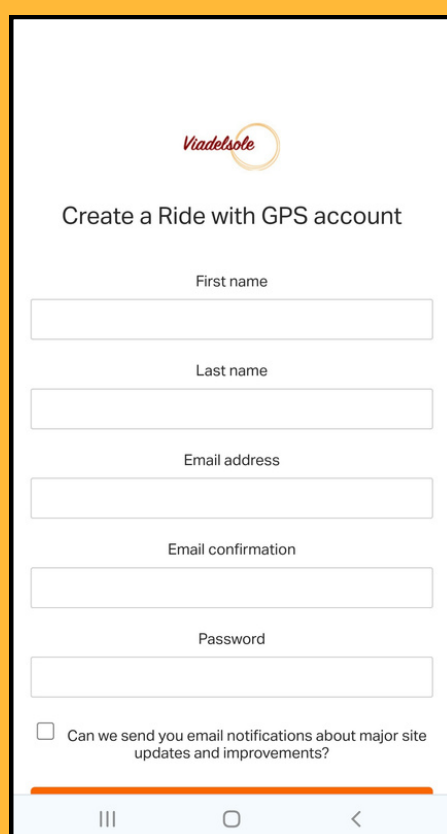 Viadelsole
Create a Ride with GPS account
First name
Last name
Email address
Email confirmation
Password
Can we send you email notifications about major site
updates and improvements?